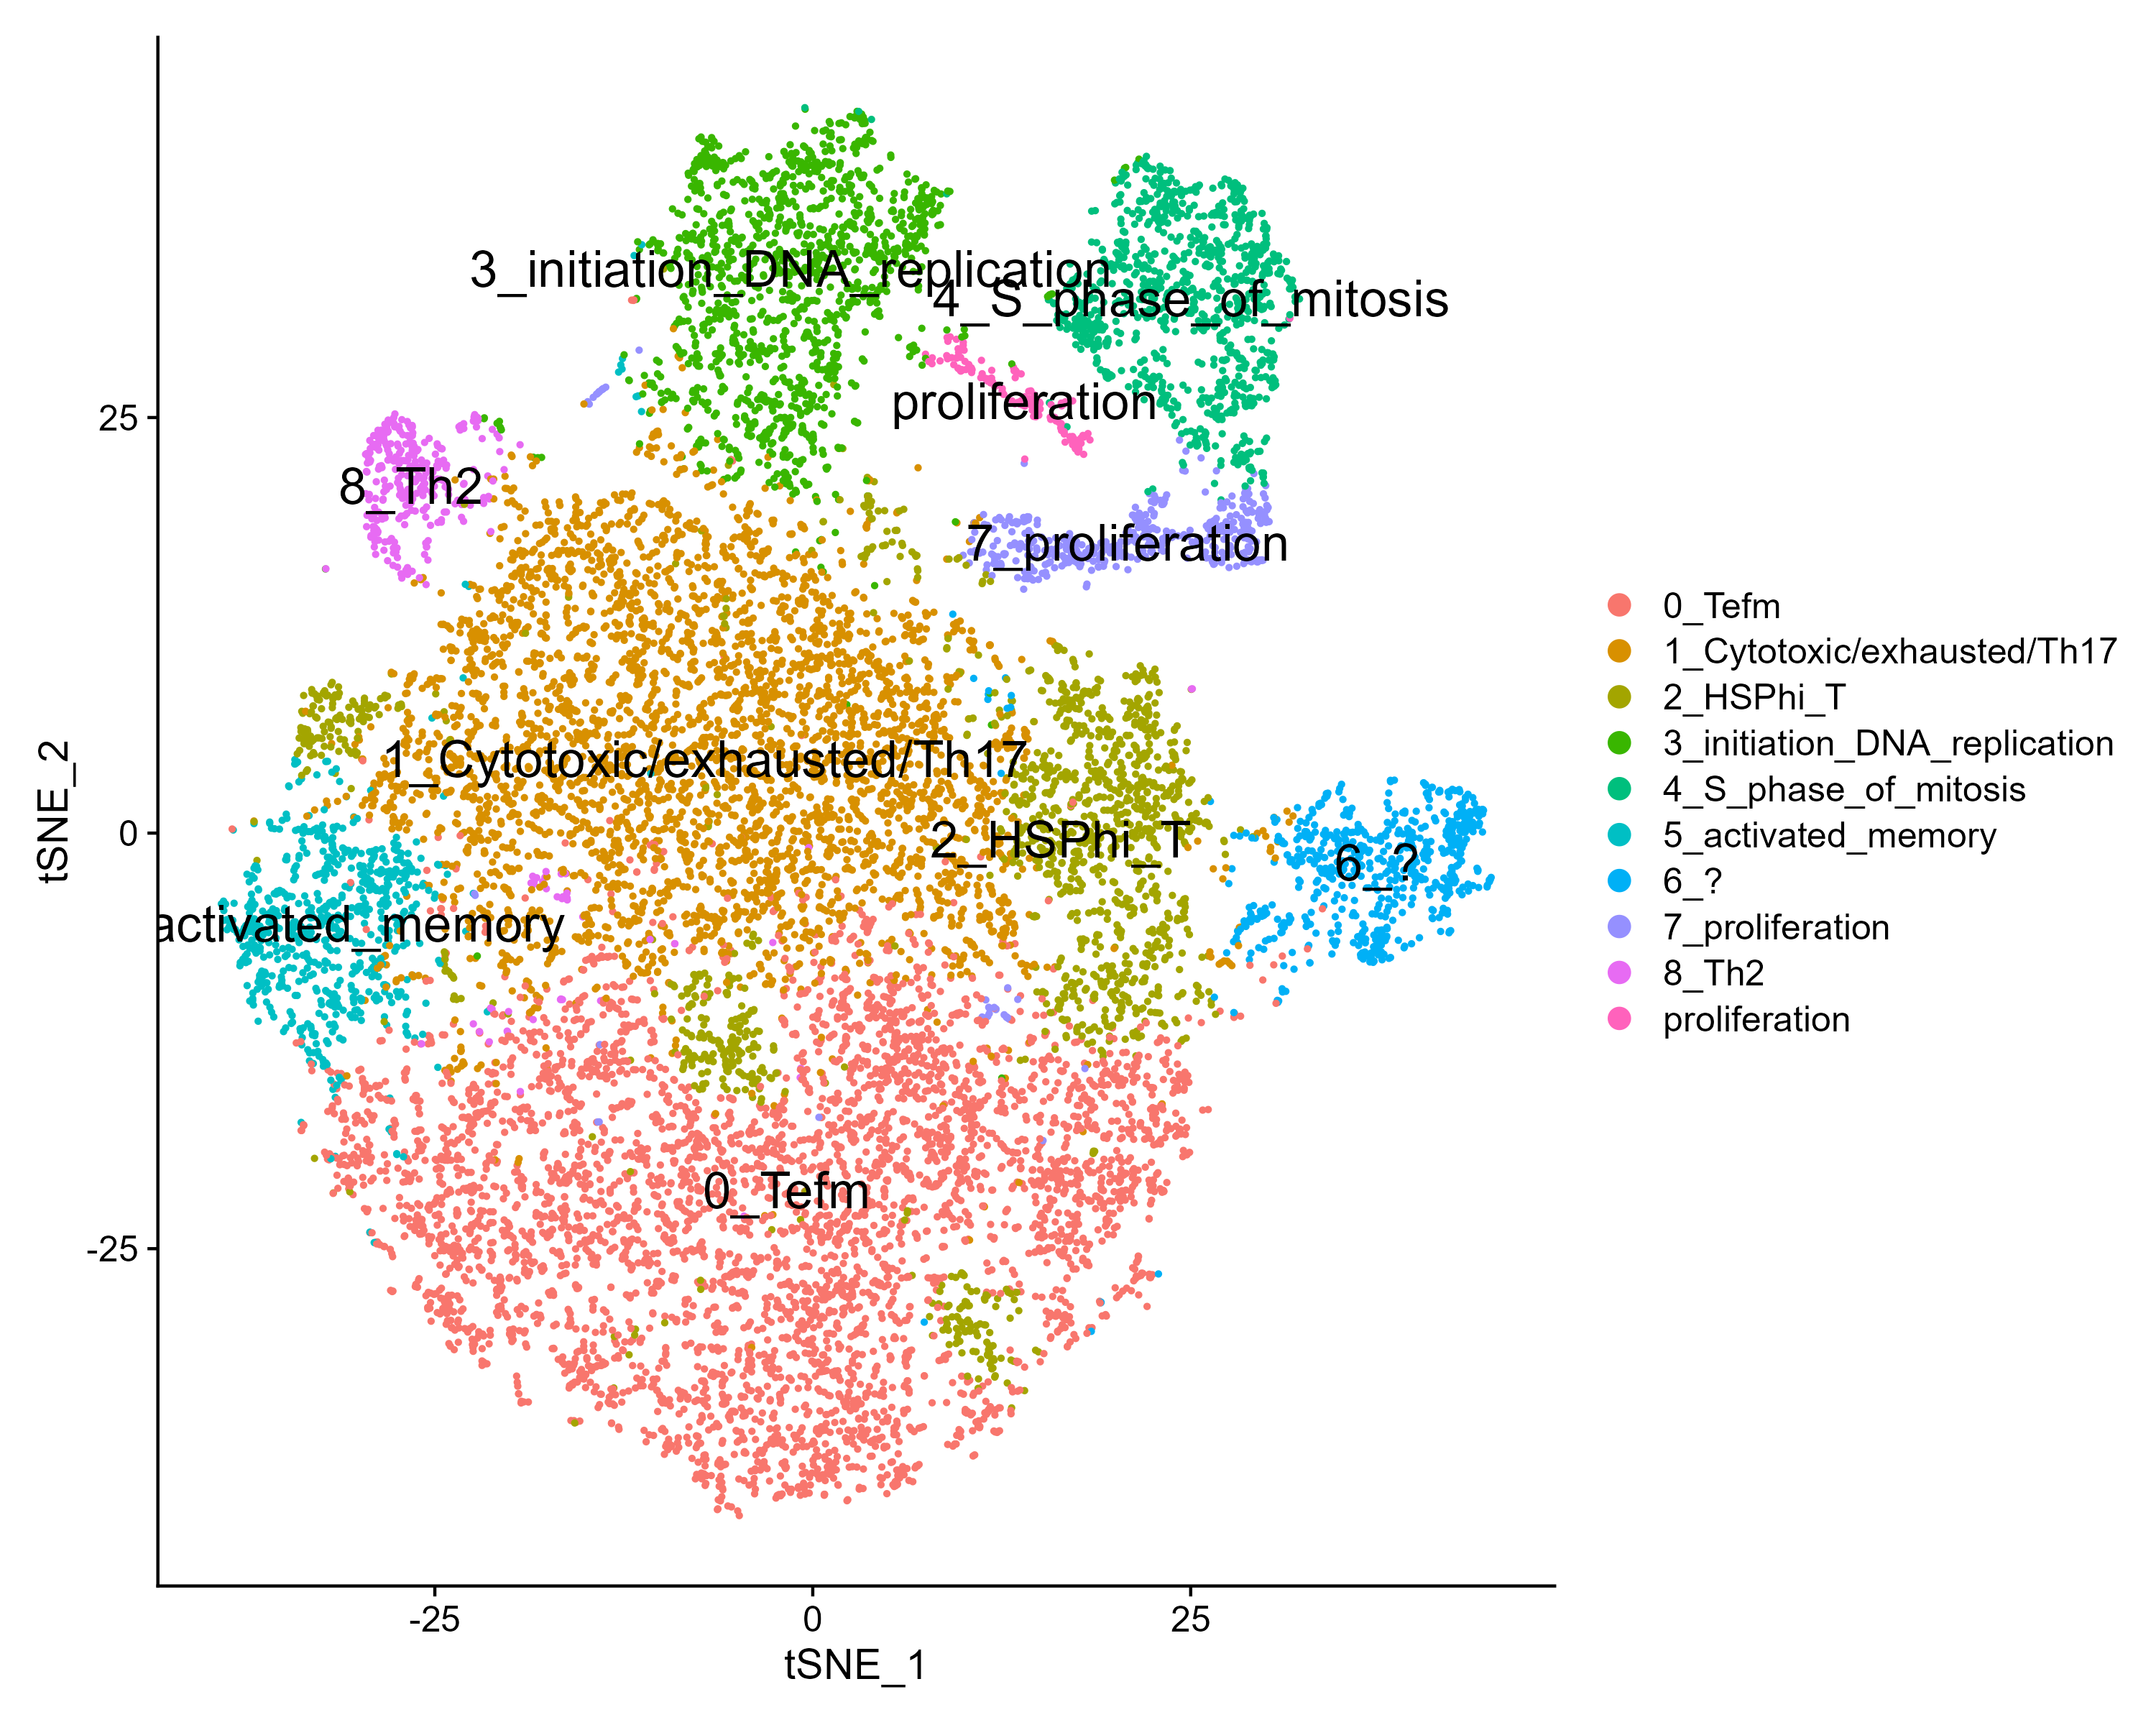 3_initiation_DNA_replication
4_S_phase_of_mitosis
proliferation
8_Th2
7_proliferation
1_Cytotoxic/exhausted/Th17
2_HSPhi_T
6_?
activated_memory
0_Tefm
25
0
-25
tSNE_2
-25
0
25
tSNE_1
0_Tefm
1_Cytotoxic/exhausted/Th17
2_HSPhi_T
3_initiation_DNA_replication
4_S_phase_of_mitosis
5_activated_memory
6_?
7_proliferation
8_Th2
proliferation